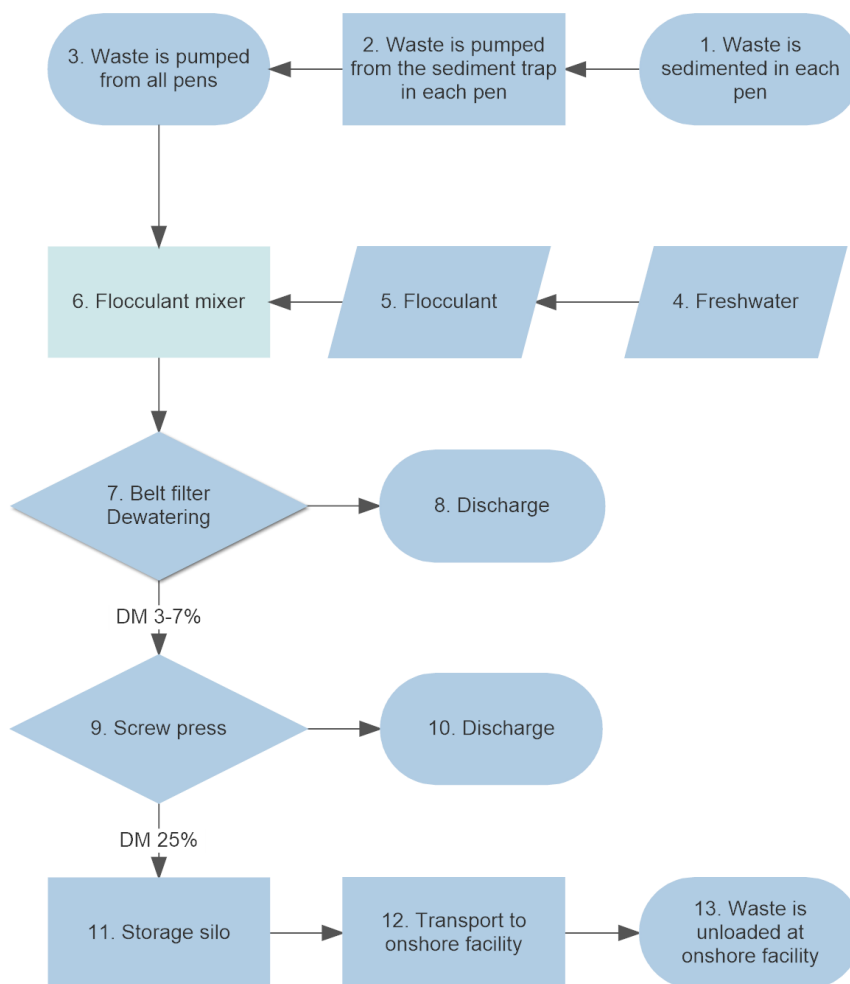 3. Waste is pumped
from all pens
2. Waste is pumped
from the sediment trap
in each pen
1. Waste is
sedimented in each
pen
6. Flocculant mixer
5. Flocculant
4. Freshwater
7. Belt filter
Dewatering
8. Discharge
DM 3-7%
9. Screw press
10. Discharge
DM 25%
11. Storage silo
12. Transport to
onshore facility
13. Waste is
unloaded at
onshore facility